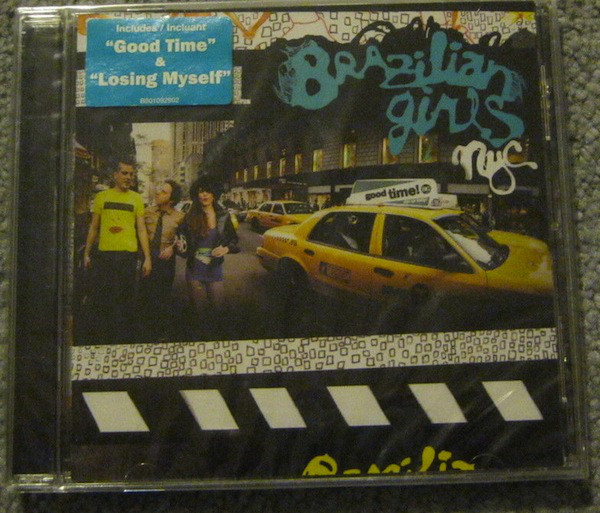 Includes / Incluant
"Good Time"
&
"Losing Myself"
Brazilian
girls
nyc
good time!